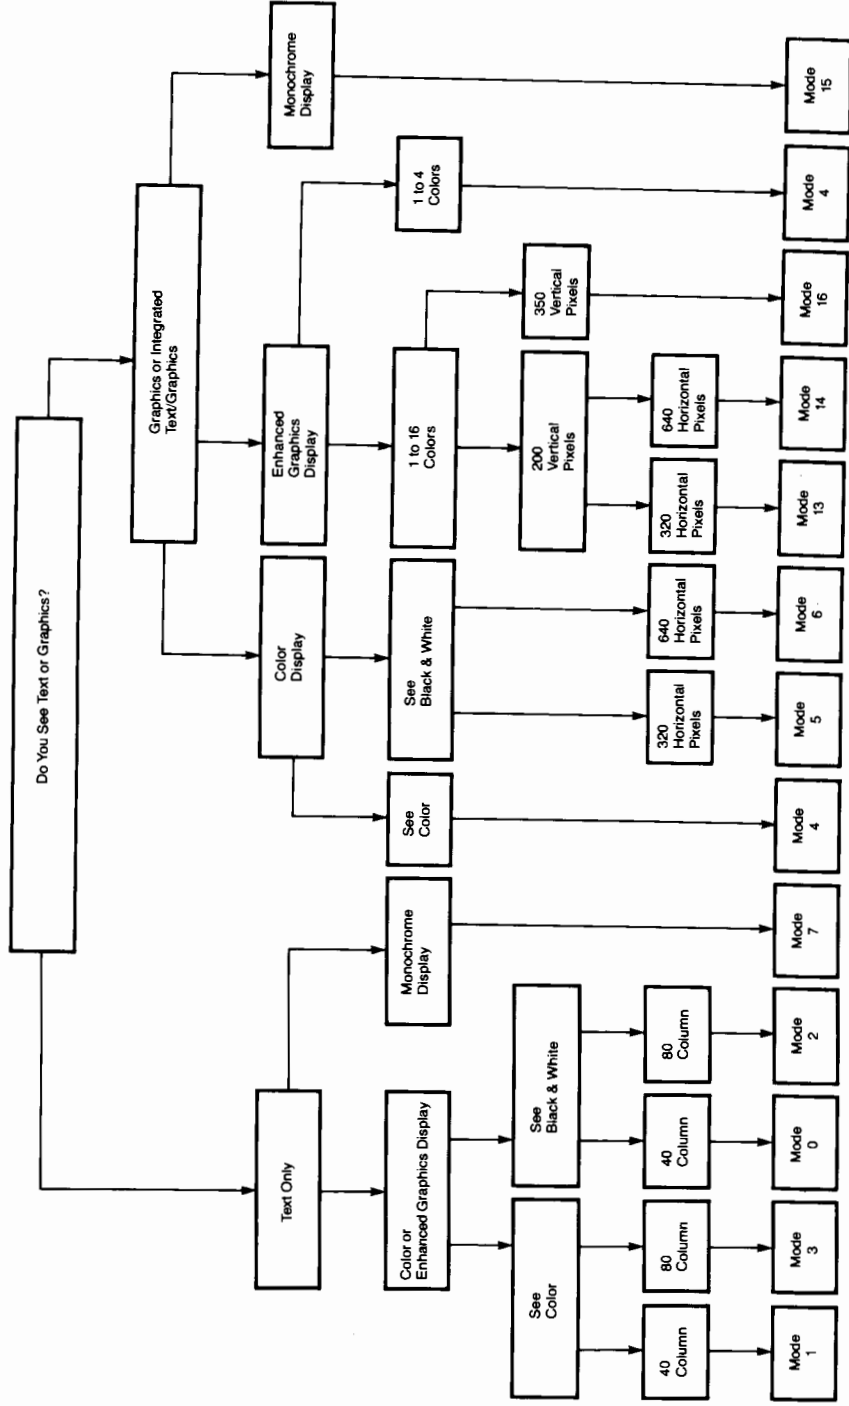 Do You See Text or Graphics?
Graphics or Integrated
Text/Graphics
Text Only
Color
Display
Enhanced
Graphics
Display
Monochrome
Display
Color or
Enhanced Graphics Display
Monochrome
Display
See
Color
See
Black & White
1 to 16
Colors
1 to 4
Colors
See
Color
See
Black & White
200
Vertical
Pixels
350
Vertical
Pixels
40
Column
80
Column
40
Column
80
Column
320
Horizontal
Pixels
640
Horizontal
Pixels
320
Horizontal
Pixels
640
Horizontal
Pixels
Mode
1
Mode
3
Mode
0
Mode
2
Mode
7
Mode
4
Mode
5
Mode
6
Mode
13
Mode
14
Mode
16
Mode
4
Mode
15